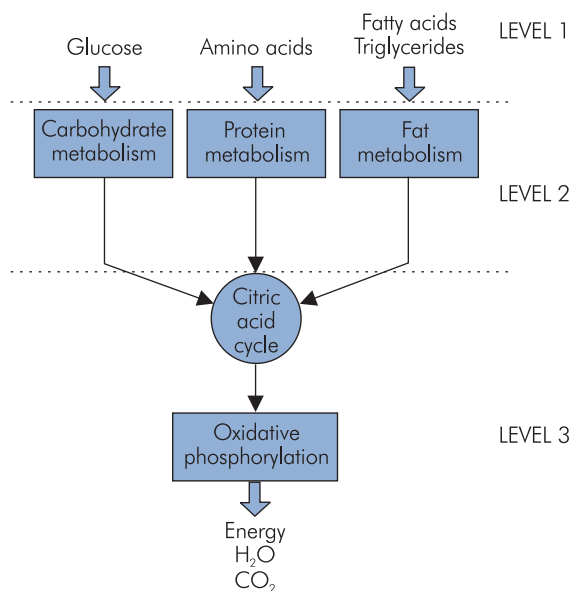 Glucose
Amino acids
Fatty acids
Triglycerides
LEVEL 1
Carbohydrate
metabolism
Protein
metabolism
Fat
metabolism
LEVEL 2
Citric
acid
cycle
Oxidative
phosphorylation
LEVEL 3
Energy
H₂O
CO₂